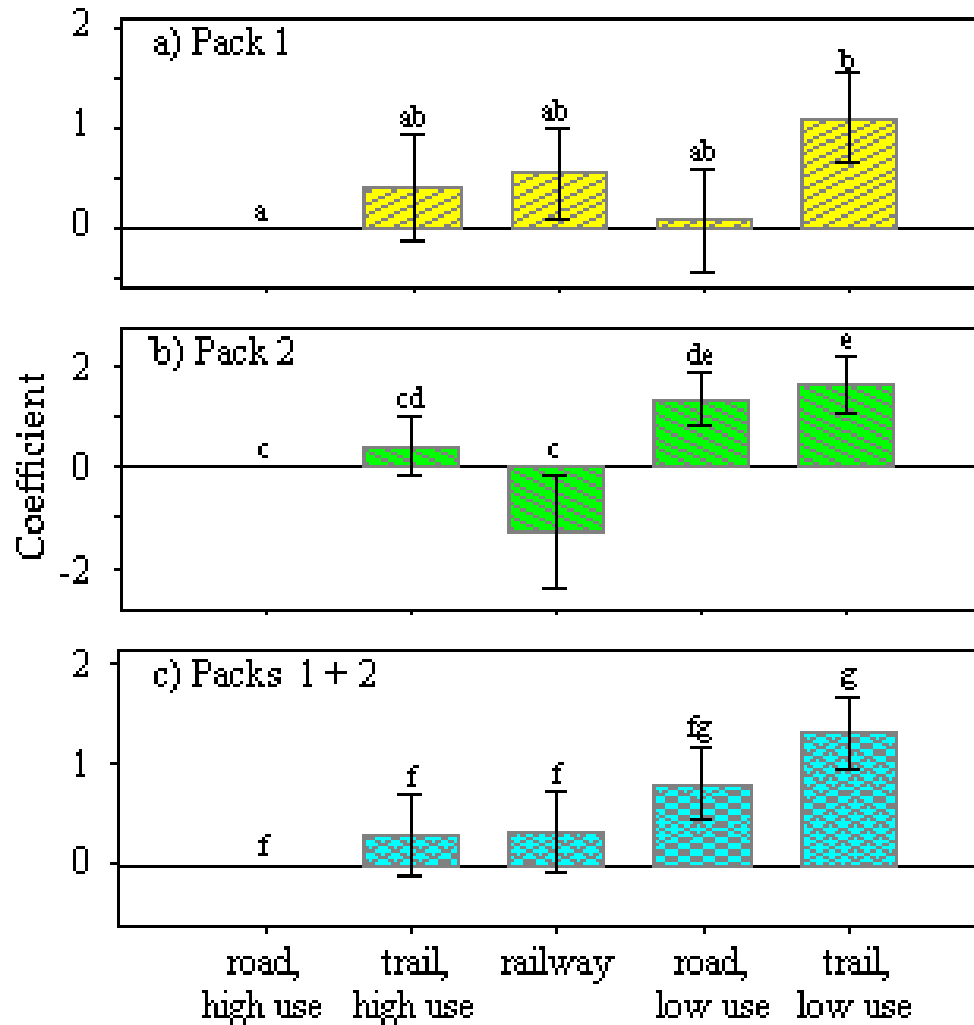 2
a) Pack 1
b
ab
ab
ab
1
a
0
b) Pack 2
2
e
de
cd
c
c
0
Coefficient
-2
2
c) Packs 1 + 2
g
fg
1
f
f
f
0
road, trail, railway road, trail,
high use high use low use low use